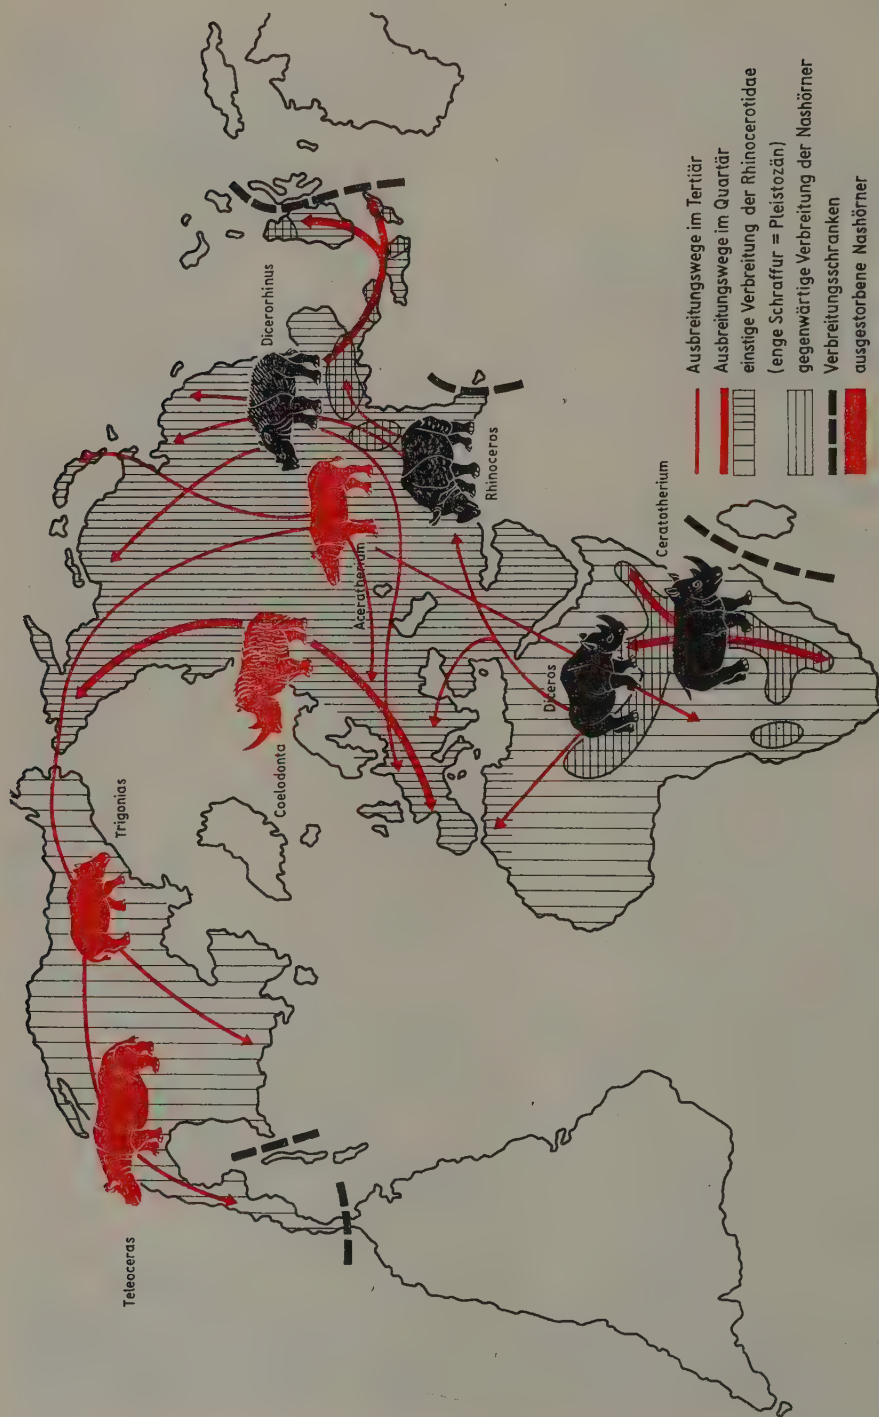 Teleoceras
Trigonias
Coelodonta
Aceratherium
Dicerorhinus
Rhinoceras
Diceros
Ceratotherium
Ausbreitungswege im Tertiär
Ausbreitungswege im Quartär
einstige Verbreitung der Rhinocerotidae
(enge Schraffur = Pleistozän)
gegenwärtige Verbreitung der Nashörner
Verbreitungsschranken
ausgestorbene Nashörner